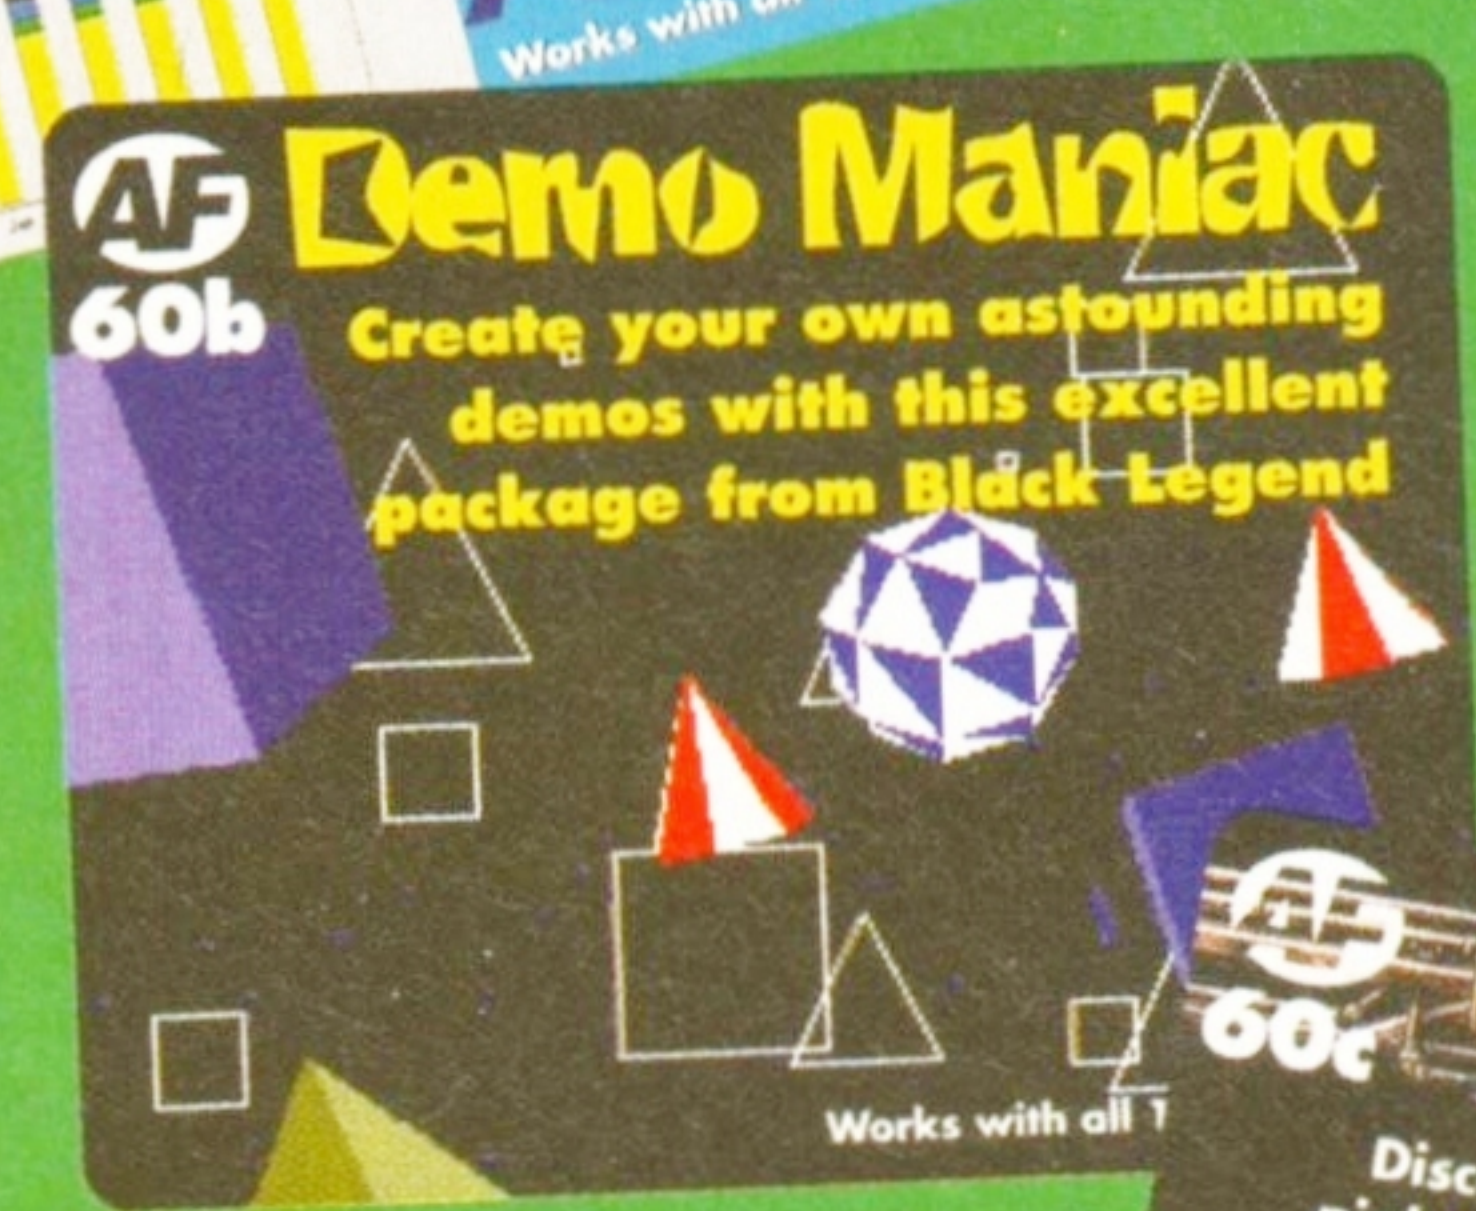 Works with
AF
60b
Demo Maniac
Create your own astounding
demos with this excellent
package from Black Legend
AF
60c
Works with all
Disc